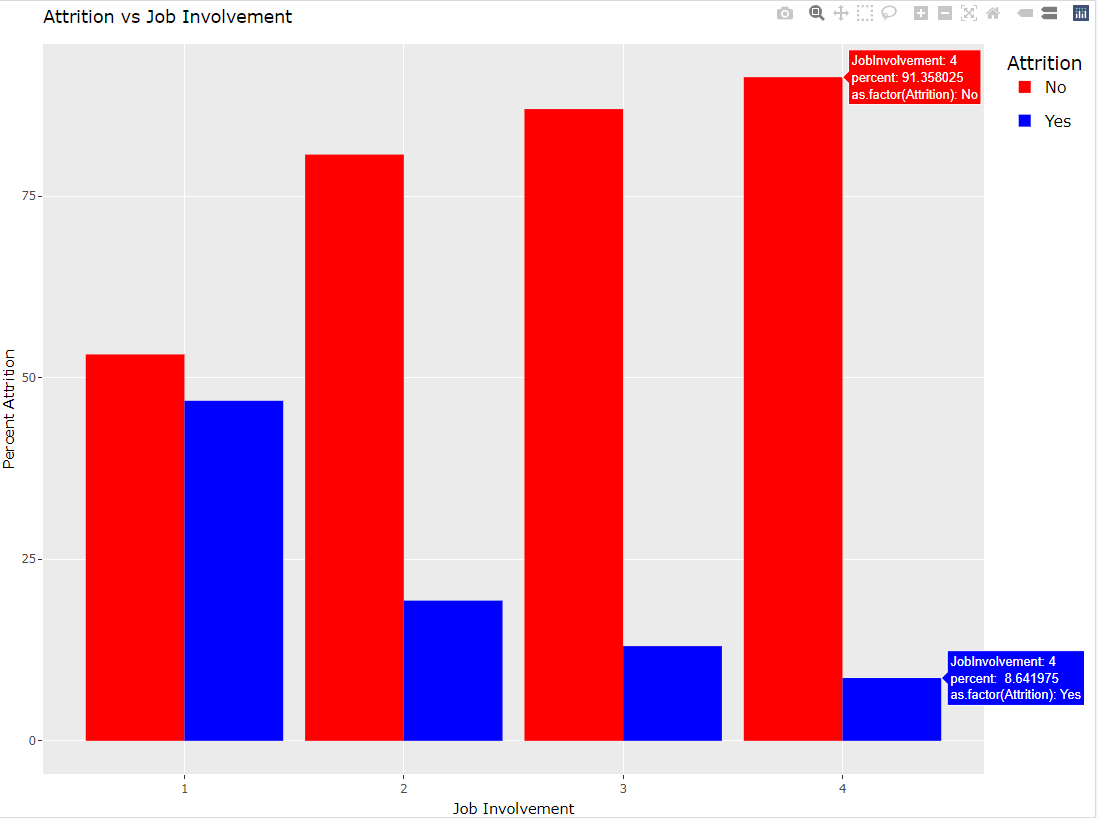 Attrition vs Job Involvement
JobInvolvement: 4
percent: 91.358025
as.factor(Attrition): No
Attrition
No
Yes
75
50
25
0
Percent Attrition
JobInvolvement: 4
percent:  8.641975
as.factor(Attrition): Yes
1
2
3
4
Job Involvement